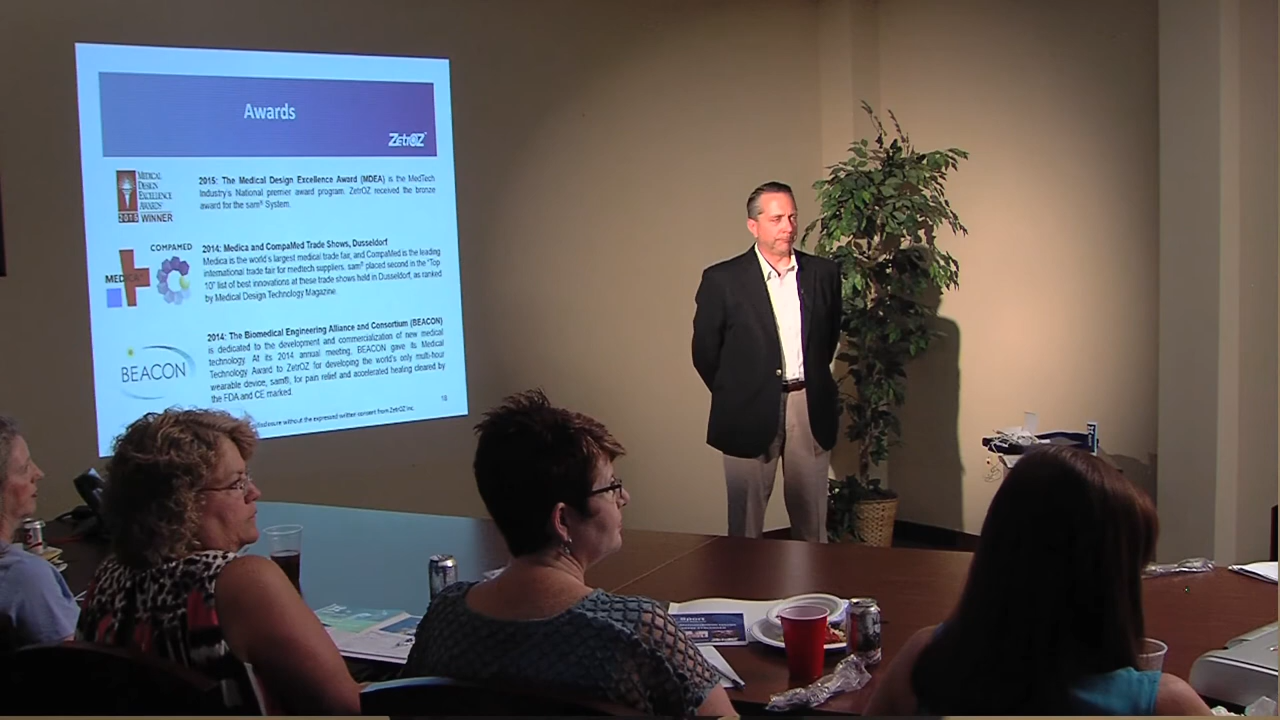 Awards
ZetrOZ
MEDICAL
DESIGN
EXCELLENCE
AWARDS
2015 WINNER
2015: The Medical Design Excellence Award (MDEA) is the MedTech
Industry's National premier award program. ZetrOZ received the bronze
award for the sam® System.
COMPAMED
MEDICA
2014: Medica and CompaMed Trade Shows, Dusseldorf
Medica is the world's largest medical trade fair, and CompaMed is the leading
international trade fair for medtech suppliers. sam® placed second in the "Top
10" list of best innovations at these trade shows held in Dusseldorf, as ranked
by Medical Design Technology Magazine.
BEACON
2014: The Biomedical Engineering Alliance and Consortium (BEACON)
is dedicated to the development and commercialization of new medical
technology. At its 2014 annual meeting, BEACON gave its Medical
Technology Award to ZetrOZ for developing the world's only multi-hour
wearable device, sam®, for pain relief and accelerated healing cleared by
the FDA and CE marked.
disclosure without the expressed written consent from ZetrOZ Inc.
Sport